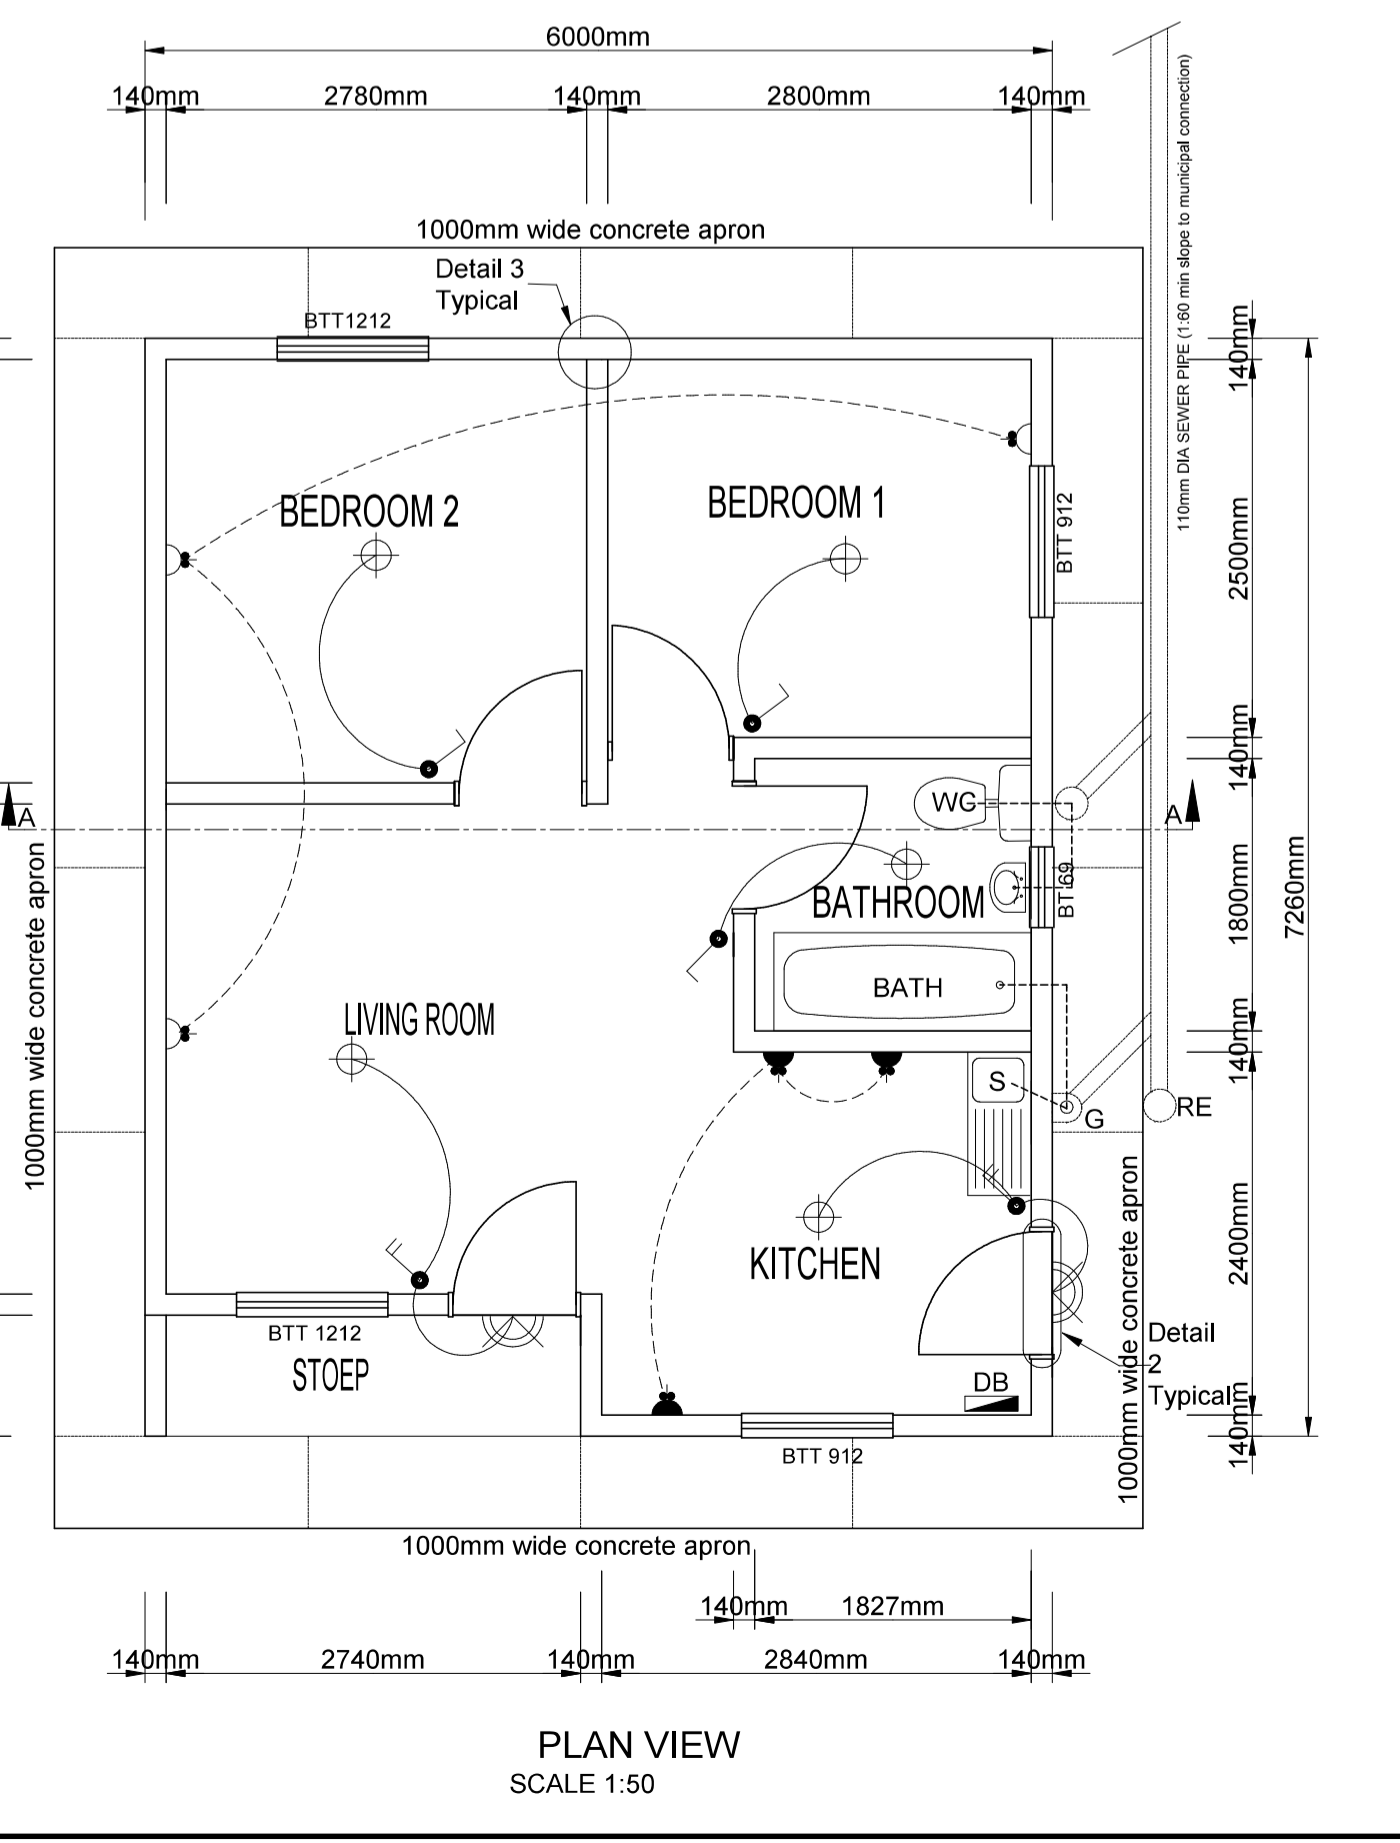 6000mm
140mm 2780mm 140mm 2800mm 140mm
110mm DIA SEWER PIPE (1:60 min slope to municipal connection)
1000mm wide concrete apron
Detail 3
Typical
BTT1212
140mm
BEDROOM 2
BEDROOM 1
BTT 912
2500mm
140mm
WC
A
A
1000mm wide concrete apron
BT 69
BATHROOM
1800mm
7260mm
BATH
LIVING ROOM
140mm
S
G
RE
KITCHEN
2400mm
1000mm wide concrete apron
BTT 1212
STOEP
Detail
2
Typical
DB
140mm
BTT 912
1000mm wide concrete apron
140mm 1827mm
140mm 2740mm 140mm 2840mm 140mm
PLAN VIEW
SCALE 1:50